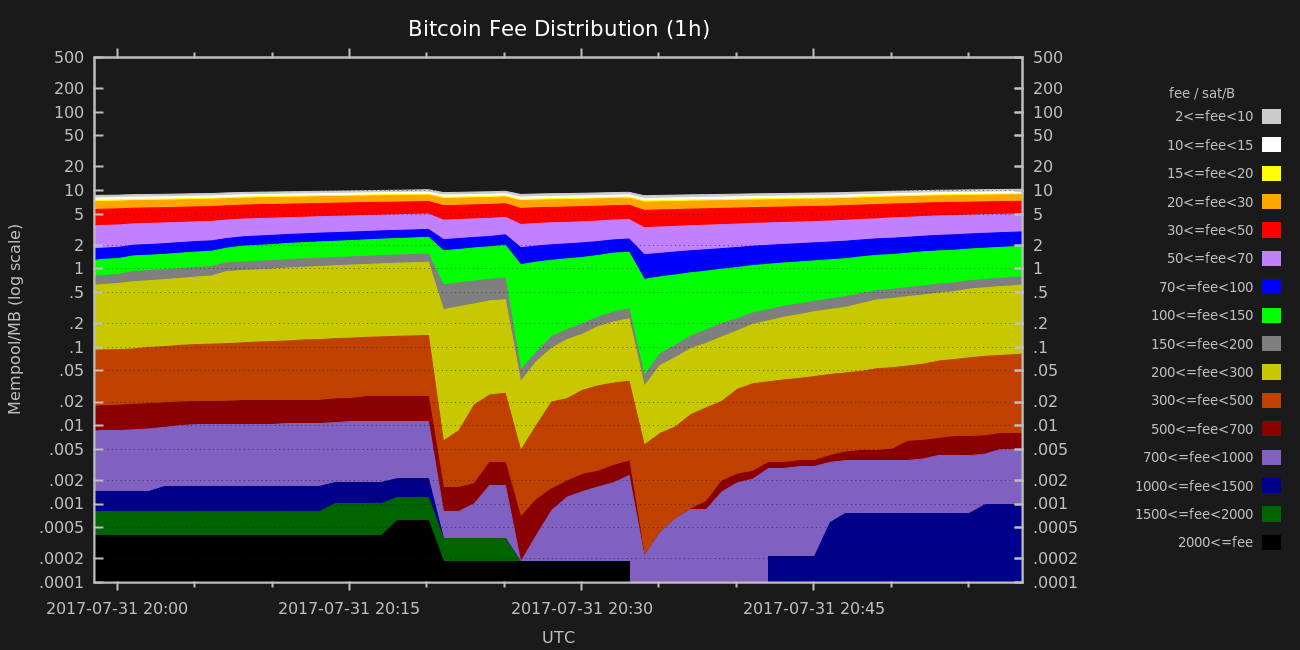 Bitcoin Fee Distribution (1h)
Mempool/MB (log scale)
500
200
100
50
20
10
5
2
1
.5
.2
.1
.05
.02
.01
.005
.002
.001
.0005
.0002
.0001
500
200
100
50
20
10
5
2
1
.5
.2
.1
.05
.02
.01
.005
.002
.001
.0005
.0002
.0001
2017-07-31 20:00 2017-07-31 20:15 2017-07-31 20:30 2017-07-31 20:45
UTC
fee / sat/B
2<=fee<10
10<=fee<15
15<=fee<20
20<=fee<30
30<=fee<50
50<=fee<70
70<=fee<100
100<=fee<150
150<=fee<200
200<=fee<300
300<=fee<500
500<=fee<700
700<=fee<1000
1000<=fee<1500
1500<=fee<2000
2000<=fee